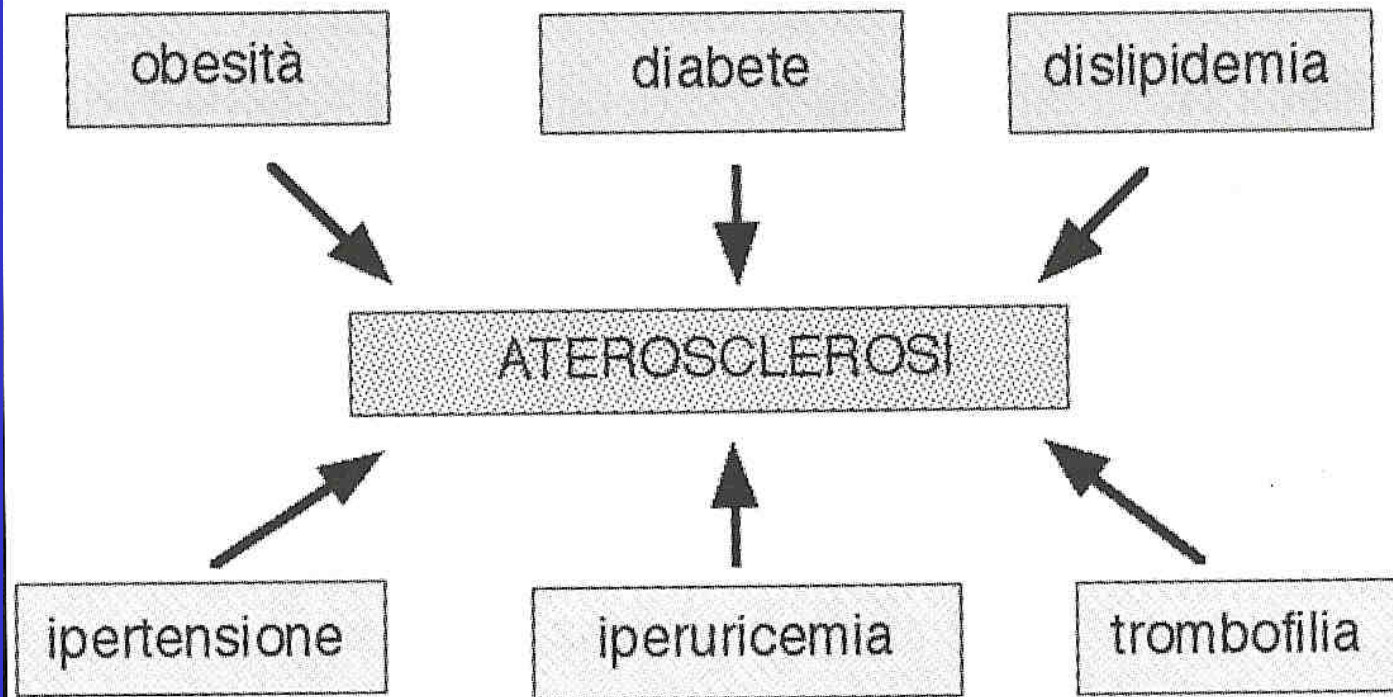 obesità
diabete
dislipidemia
ATEROSCLEROSI
ipertensione
iperuricemia
trombofilia